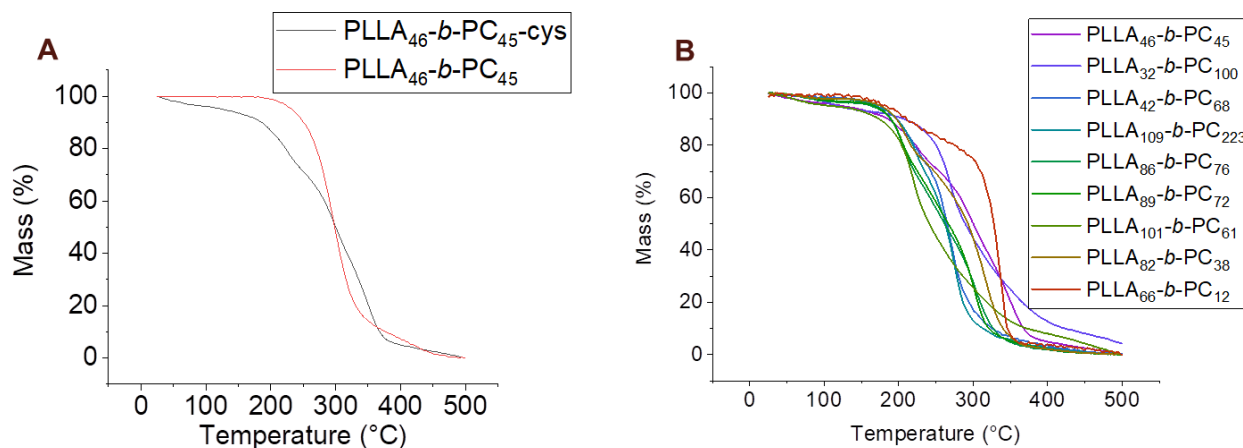 A
PLLA46-b-PC45-cys
PLLA46-b-PC45
100
80
60
40
20
0
Mass (%)
0 100 200 300 400 500
Temperature (°C)
B
PLLA46-b-PC45
PLLA32-b-PC100
PLLA42-b-PC68
PLLA109-b-PC223
PLLA86-b-PC76
PLLA89-b-PC72
PLLA101-b-PC61
PLLA82-b-PC38
PLLA66-b-PC12
100
80
60
40
20
0
Mass (%)
0 100 200 300 400 500
Temperature (°C)